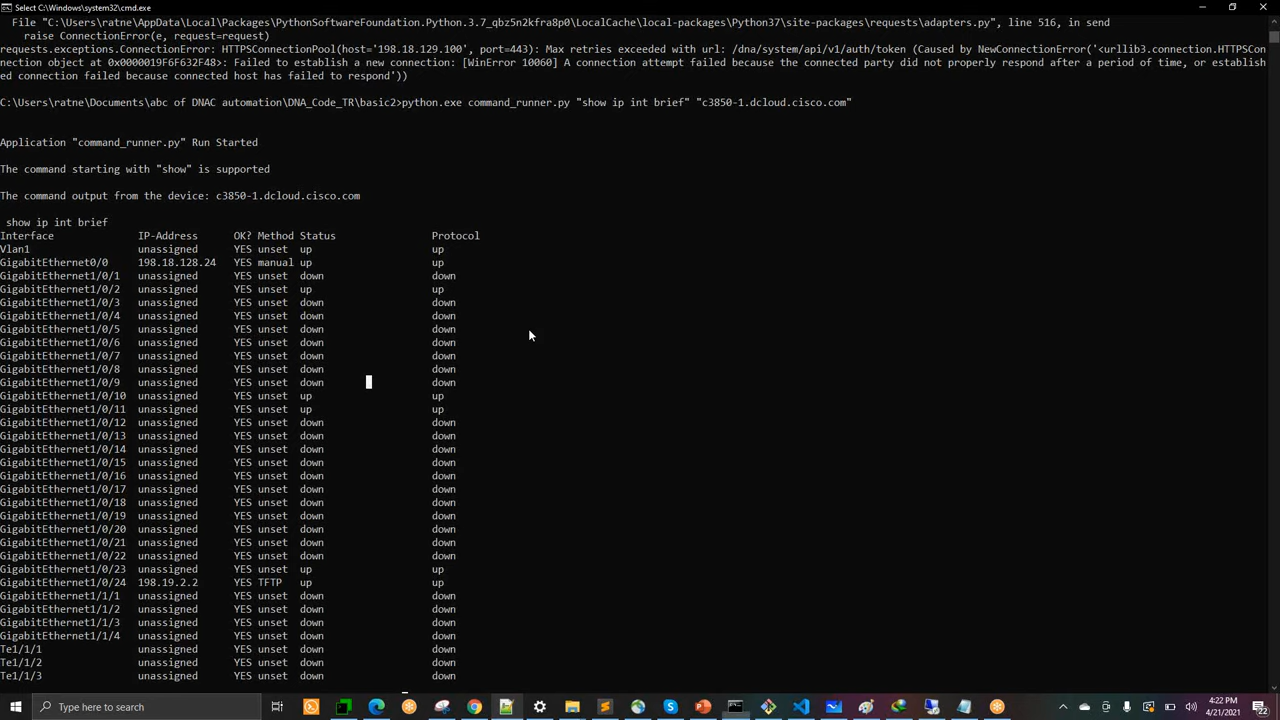 Select C:\Windows\system32\cmd.exe
File "C:\Users\ratne\AppData\Local\Packages\PythonSoftwareFoundation.Python.3.7_qbz5n2kfra8p0\LocalCache\local-packages\Python37\site-packages\requests\adapters.py", line 516, in send
raise ConnectionError(e, request=request)
requests.exceptions.ConnectionError: HTTPSConnectionPool(host='198.18.129.100', port=443): Max retries exceeded with url: /dna/system/api/v1/auth/token (Caused by NewConnectionError('<urllib3.connection.HTTPSCo
nnection object at 0x0000019F6F632F48>: Failed to establish a new connection: [WinError 10060] A connection attempt failed because the connected party did not properly respond after a period of time, or establish
ed connection failed because connected host has failed to respond'))
C:\Users\ratne\Documents\abc of DNAC automation\DNA_Code_TR\basic2>python.exe command_runner.py "show ip int brief" "c3850-1.dcloud.cisco.com"
Application "command_runner.py" Run Started
The command starting with "show" is supported
The command output from the device: c3850-1.dcloud.cisco.com
show ip int brief
Interface IP-Address OK? Method Status Protocol
Vlan1 unassigned YES unset up up
GigabitEthernet0/0 198.18.128.24 YES manual up up
GigabitEthernet1/0/1 unassigned YES unset down down
GigabitEthernet1/0/2 unassigned YES unset up up
GigabitEthernet1/0/3 unassigned YES unset down down
GigabitEthernet1/0/4 unassigned YES unset down down
GigabitEthernet1/0/5 unassigned YES unset down down
GigabitEthernet1/0/6 unassigned YES unset down down
GigabitEthernet1/0/7 unassigned YES unset down down
GigabitEthernet1/0/8 unassigned YES unset down down
GigabitEthernet1/0/9 unassigned YES unset down down
GigabitEthernet1/0/10 unassigned YES unset up up
GigabitEthernet1/0/11 unassigned YES unset up up
GigabitEthernet1/0/12 unassigned YES unset down down
GigabitEthernet1/0/13 unassigned YES unset down down
GigabitEthernet1/0/14 unassigned YES unset down down
GigabitEthernet1/0/15 unassigned YES unset down down
GigabitEthernet1/0/16 unassigned YES unset down down
GigabitEthernet1/0/17 unassigned YES unset down down
GigabitEthernet1/0/18 unassigned YES unset down down
GigabitEthernet1/0/19 unassigned YES unset down down
GigabitEthernet1/0/20 unassigned YES unset down down
GigabitEthernet1/0/21 unassigned YES unset down down
GigabitEthernet1/0/22 unassigned YES unset down down
GigabitEthernet1/0/23 unassigned YES unset up up
GigabitEthernet1/0/24 198.19.2.2 YES TFTP up up
GigabitEthernet1/1/1 unassigned YES unset down down
GigabitEthernet1/1/2 unassigned YES unset down down
GigabitEthernet1/1/3 unassigned YES unset down down
GigabitEthernet1/1/4 unassigned YES unset down down
Te1/1/1 unassigned YES unset down down
Te1/1/2 unassigned YES unset down down
Te1/1/3 unassigned YES unset down down
Type here to search
4:22 PM
4/21/2021